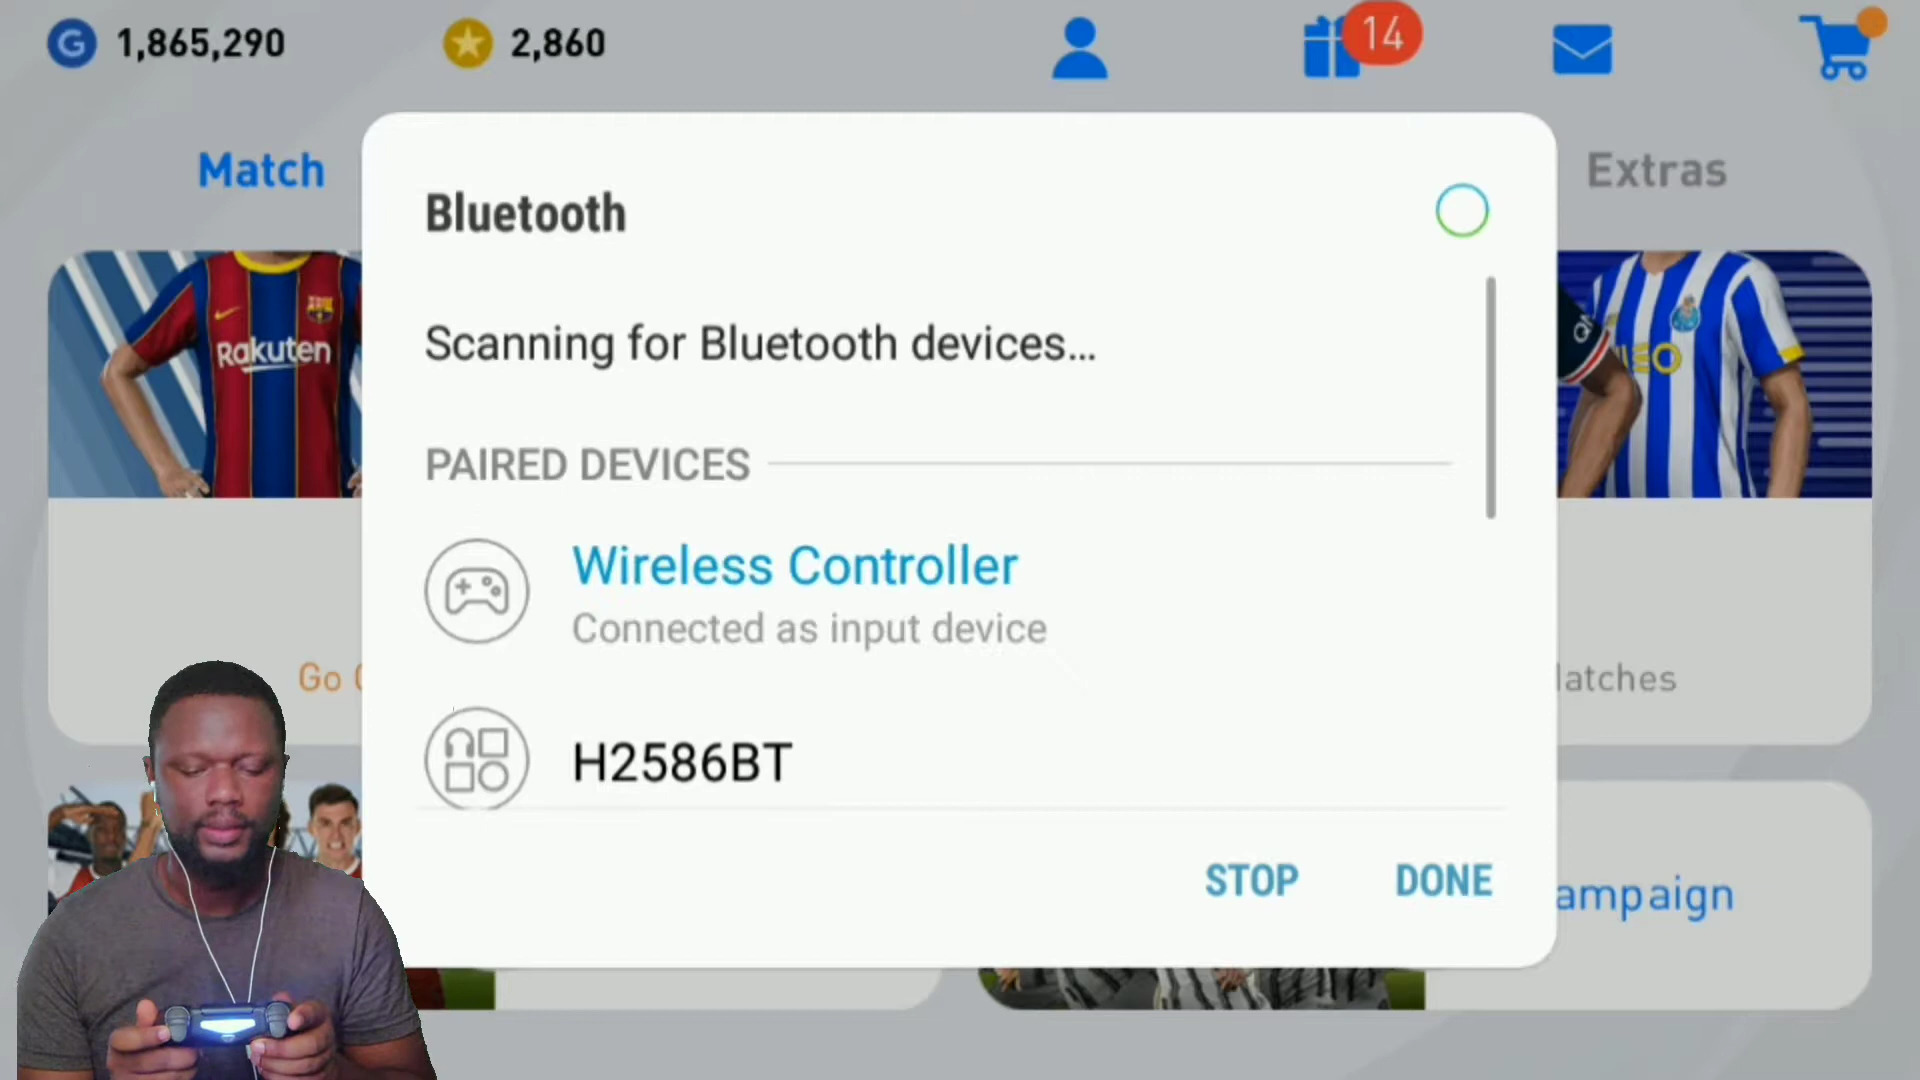 G 1,865,290
2,860
14
Match
Extras
Bluetooth
Scanning for Bluetooth devices...
PAIRED DEVICES
Wireless Controller
Connected as input device
H2586BT
STOP
DONE
Rakuten
Go
latches
ampaign